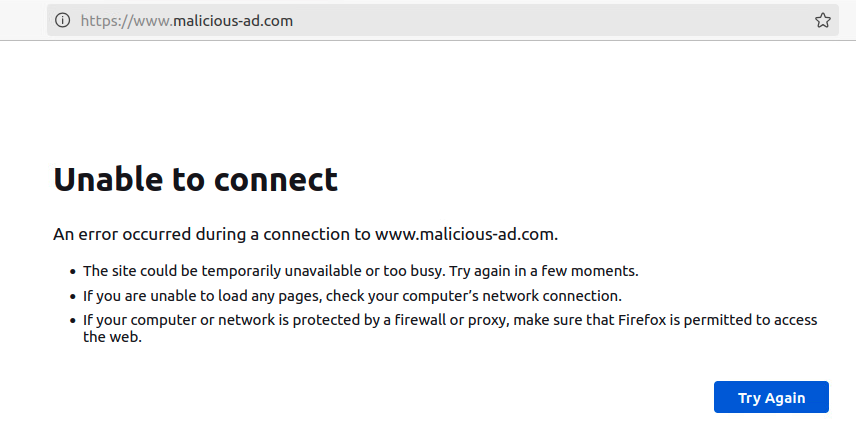 https://www.malicious-ad.com
Unable to connect
An error occurred during a connection to www.malicious-ad.com.
• The site could be temporarily unavailable or too busy. Try again in a few moments.
• If you are unable to load any pages, check your computer’s network connection.
• If your computer or network is protected by a firewall or proxy, make sure that Firefox is permitted to access
the web.
Try Again